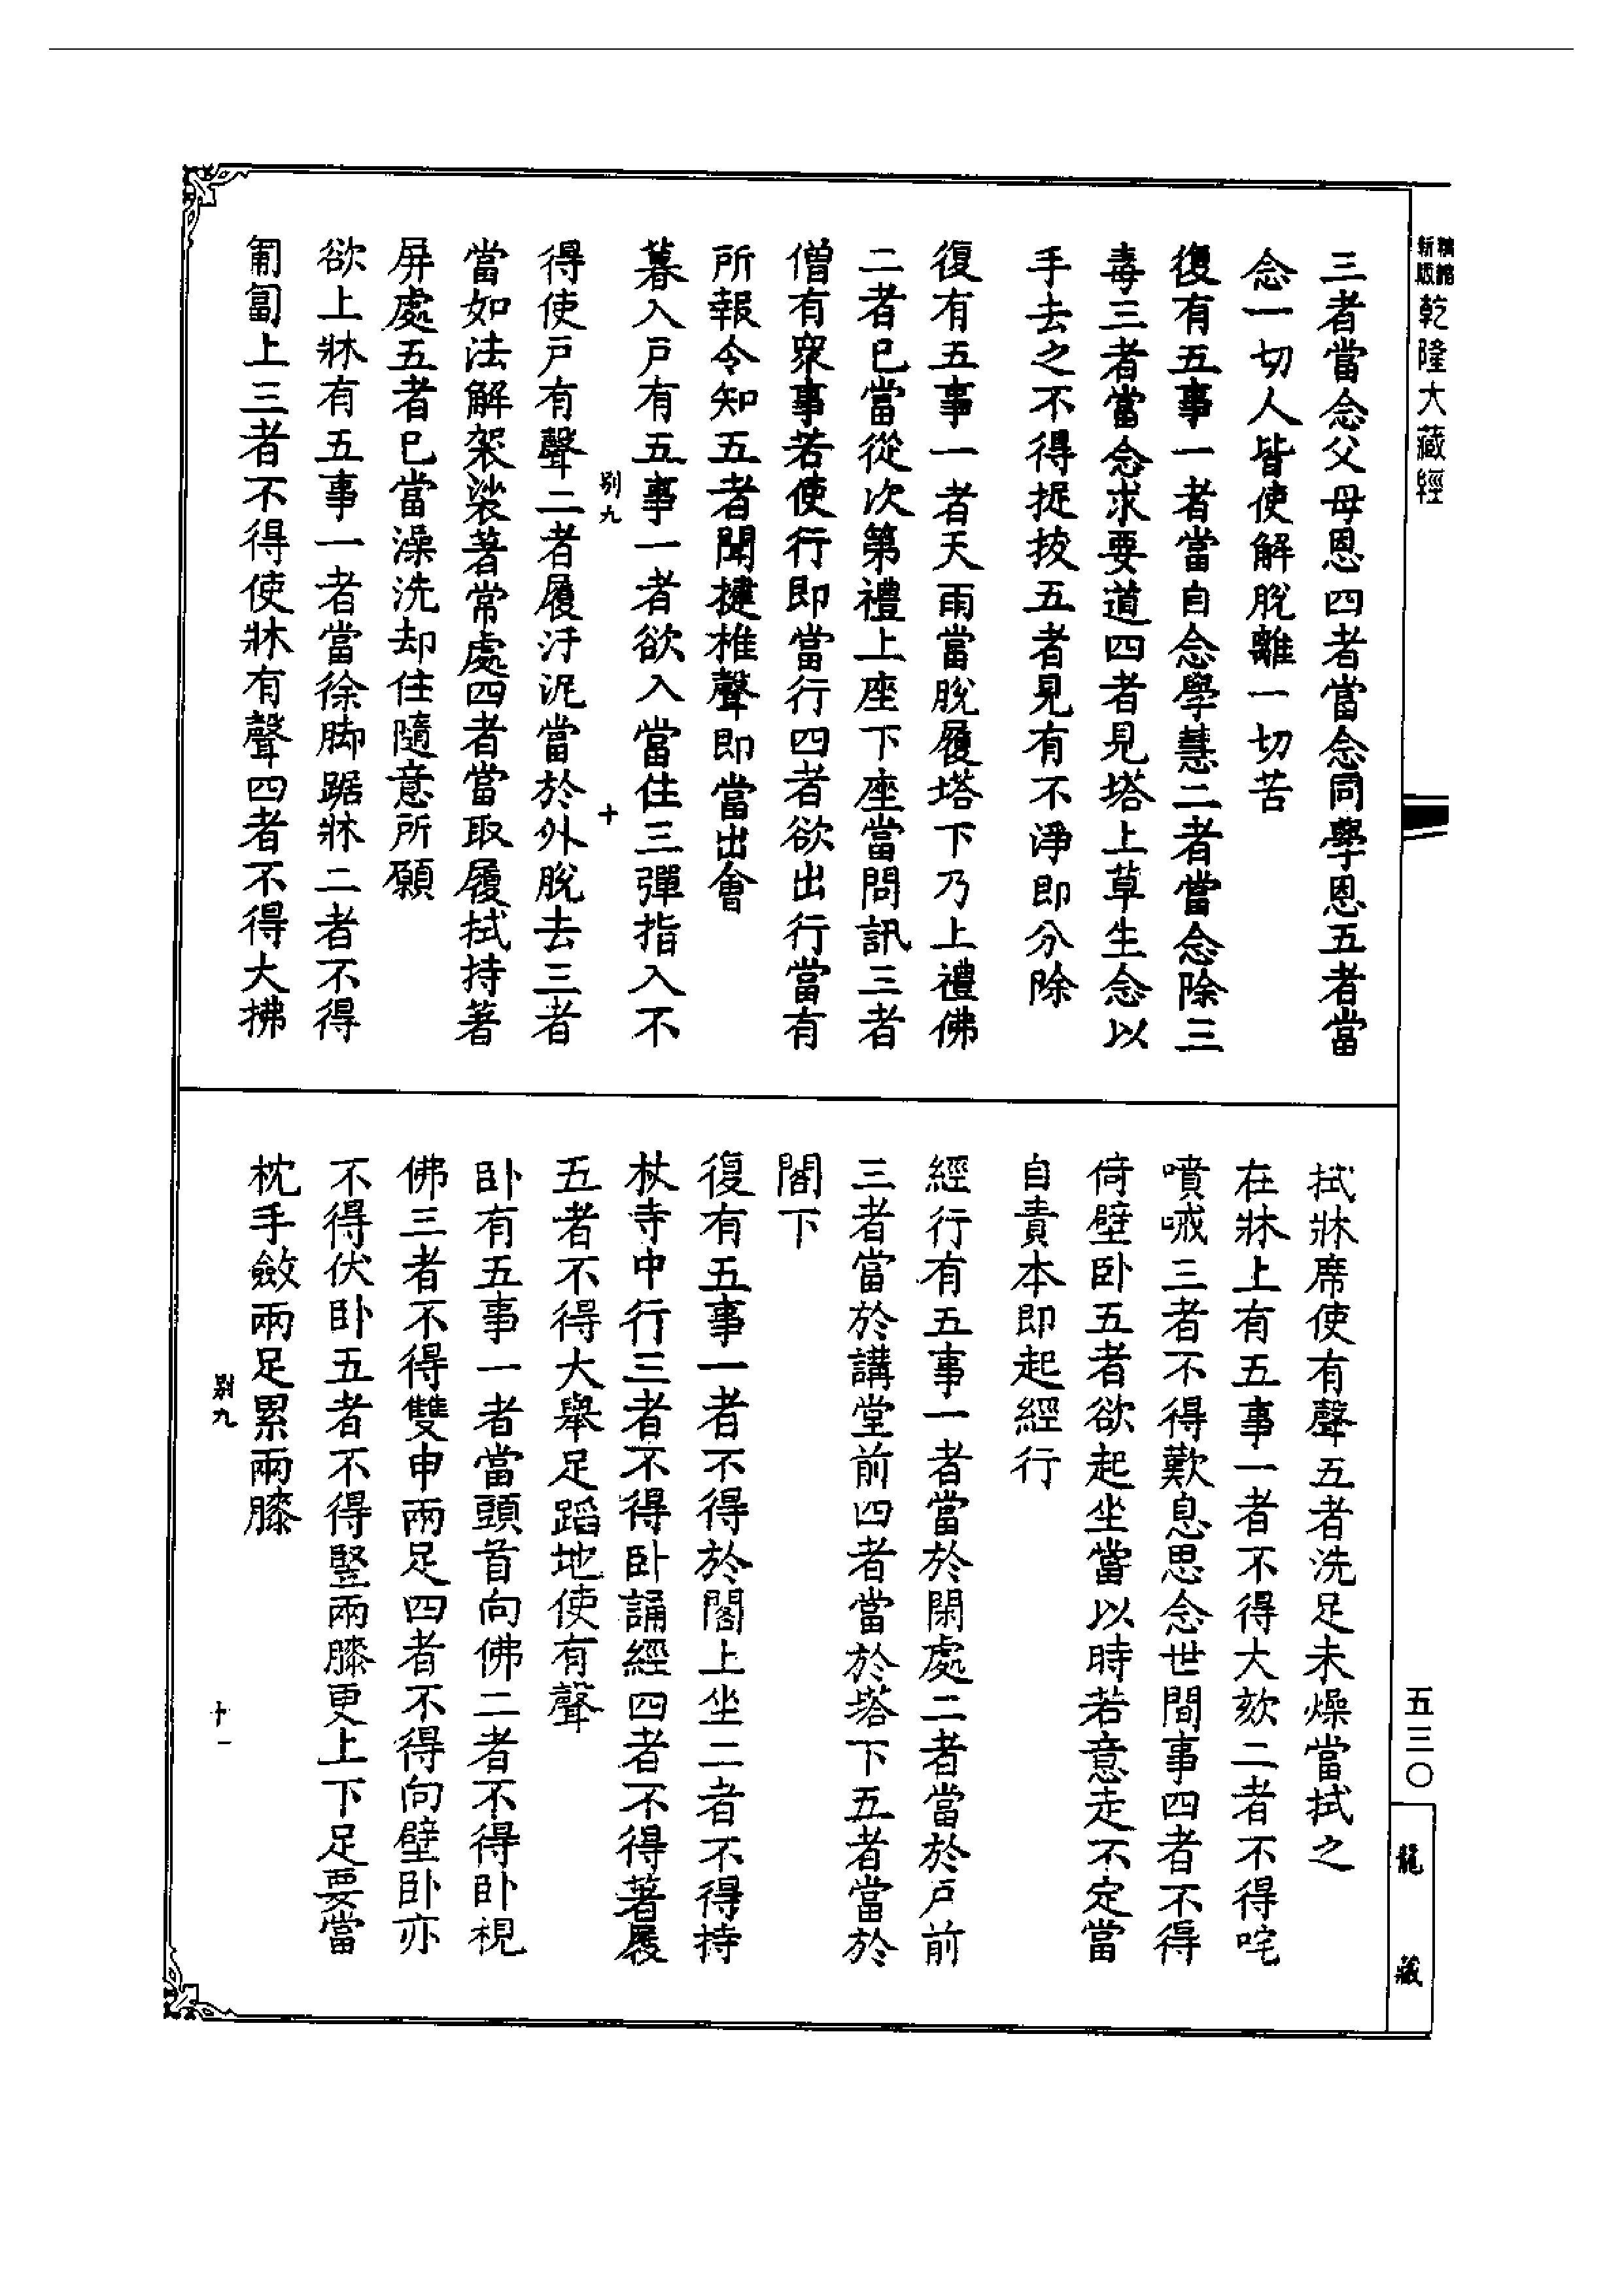 精縮
新版
乾隆大藏經
三者當念父母恩四者當念同學恩五者當
念一切人皆使解脫離一切苦
復有五事一者當自念學慧二者當念除三
毒三者當念求要道四者見塔上草生念以
手去之不得捉拔五者見有不淨即分除
復有五事一者天雨當脫履塔下乃上禮佛
二者已當從次第禮上座下座當問訊三者
僧有眾事若使行即當行四者欲出行當有
所報令知五者聞揵椎聲即當出會
暮入戶有五事一者欲入當住三彈指入不
別九
十
得使戶有聲二者履汙泥當於外脫去三者
當如法解袈裟著常處四者當取履拭持著
屏處五者已當澡洗却住隨意所願
欲上牀有五事一者當徐脚踞牀二者不得
匍匐上三者不得使牀有聲四者不得大拂
拭牀席使有聲五者洗足未燥當拭之
在牀上有五事一者不得大欬二者不得咤
噴喊三者不得歎息思念世間事四者不得
倚壁卧五者欲起坐當以時若意走不定當
自責本即起經行
經行有五事一者當於閑處二者當於戶前
三者當於講堂前四者當於塔下五者當於
閣下
復有五事一者不得於閣上坐二者不得持
杖寺中行三者不得卧誦經四者不得著履
五者不得大舉足蹈地使有聲
卧有五事一者當頭首向佛二者不得卧視
佛三者不得雙申兩足四者不得向壁卧亦
不得伏卧五者不得竪兩膝更上下足要當
枕手斂兩足累兩膝
別九
十一
五三〇
龍藏